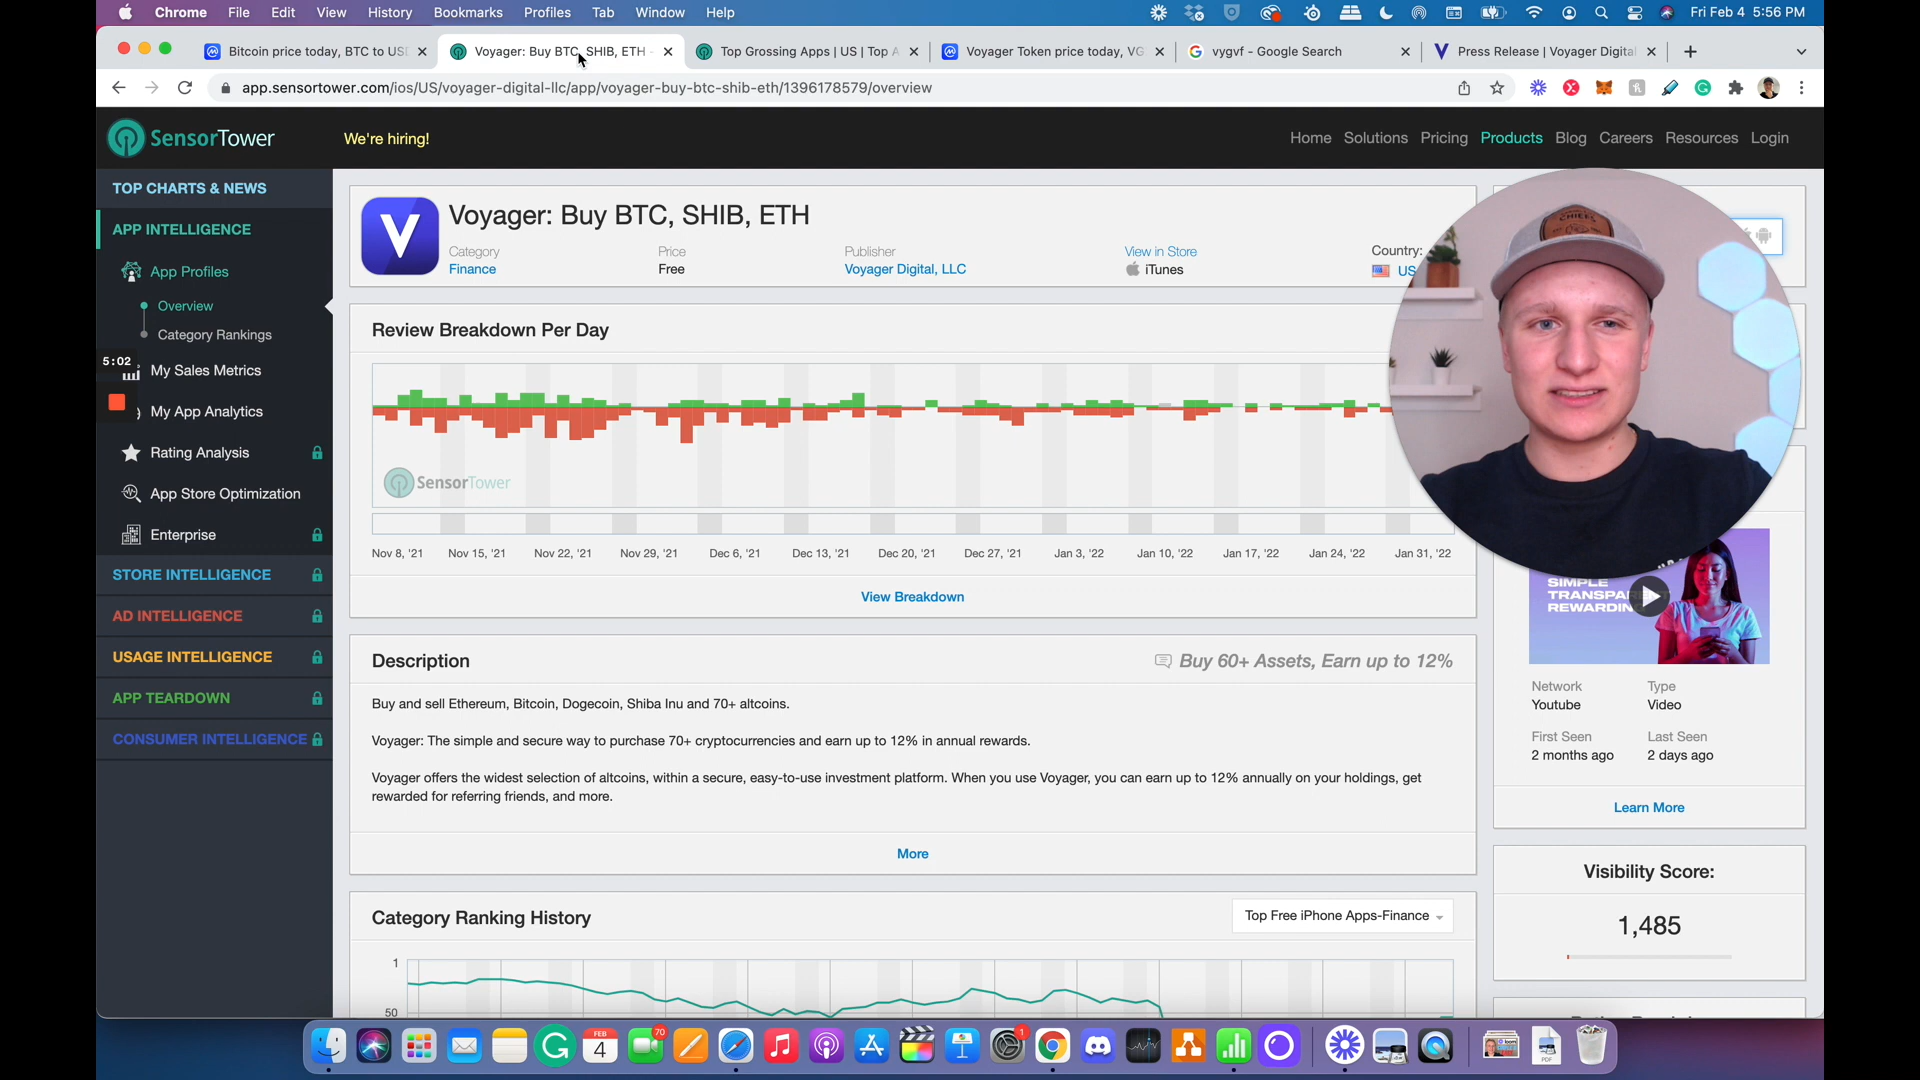 Chrome File Edit View History Bookmarks Profiles Tab Window Help
Fri Feb 4 5:56 PM
Bitcoin price today, BTC to USD
Voyager: Buy BTC, SHIB, ETH -
Top Grossing Apps | US | Top A
Voyager Token price today, VG
vygvf - Google Search
Press Release | Voyager Digital
app.sensortower.com/ios/US/voyager-digital-llc/app/voyager-buy-btc-shib-eth/1396178579/overview
SensorTower
We're hiring!
Home Solutions Pricing Products Blog Careers Resources Login
TOP CHARTS & NEWS
APP INTELLIGENCE
App Profiles
Overview
Category Rankings
5:02
My Sales Metrics
My App Analytics
Rating Analysis
App Store Optimization
Enterprise
STORE INTELLIGENCE
AD INTELLIGENCE
USAGE INTELLIGENCE
APP TEARDOWN
CONSUMER INTELLIGENCE
V
Voyager: Buy BTC, SHIB, ETH
Category
Finance
Price
Free
Publisher
Voyager Digital, LLC
View in Store
iTunes
Country:
US
CHIEFS
Review Breakdown Per Day
SensorTower
Nov 8, '21 Nov 15, '21 Nov 22, '21 Nov 29, '21 Dec 6, '21 Dec 13, '21 Dec 20, '21 Dec 27, '21 Jan 3, '22 Jan 10, '22 Jan 17, '22 Jan 24, '22 Jan 31, '22
View Breakdown
Description
Buy 60+ Assets, Earn up to 12%
Buy and sell Ethereum, Bitcoin, Dogecoin, Shiba Inu and 70+ altcoins.
Voyager: The simple and secure way to purchase 70+ cryptocurrencies and earn up to 12% in annual rewards.
Voyager offers the widest selection of altcoins, within a secure, easy-to-use investment platform. When you use Voyager, you can earn up to 12% annually on your holdings, get
rewarded for referring friends, and more.
More
Category Ranking History
Top Free iPhone Apps-Finance
1
50
SIMPLE
Network
Youtube
Type
Video
First Seen
2 months ago
Last Seen
2 days ago
Learn More
Visibility Score:
1,485
FEB
4
70
1
PDF